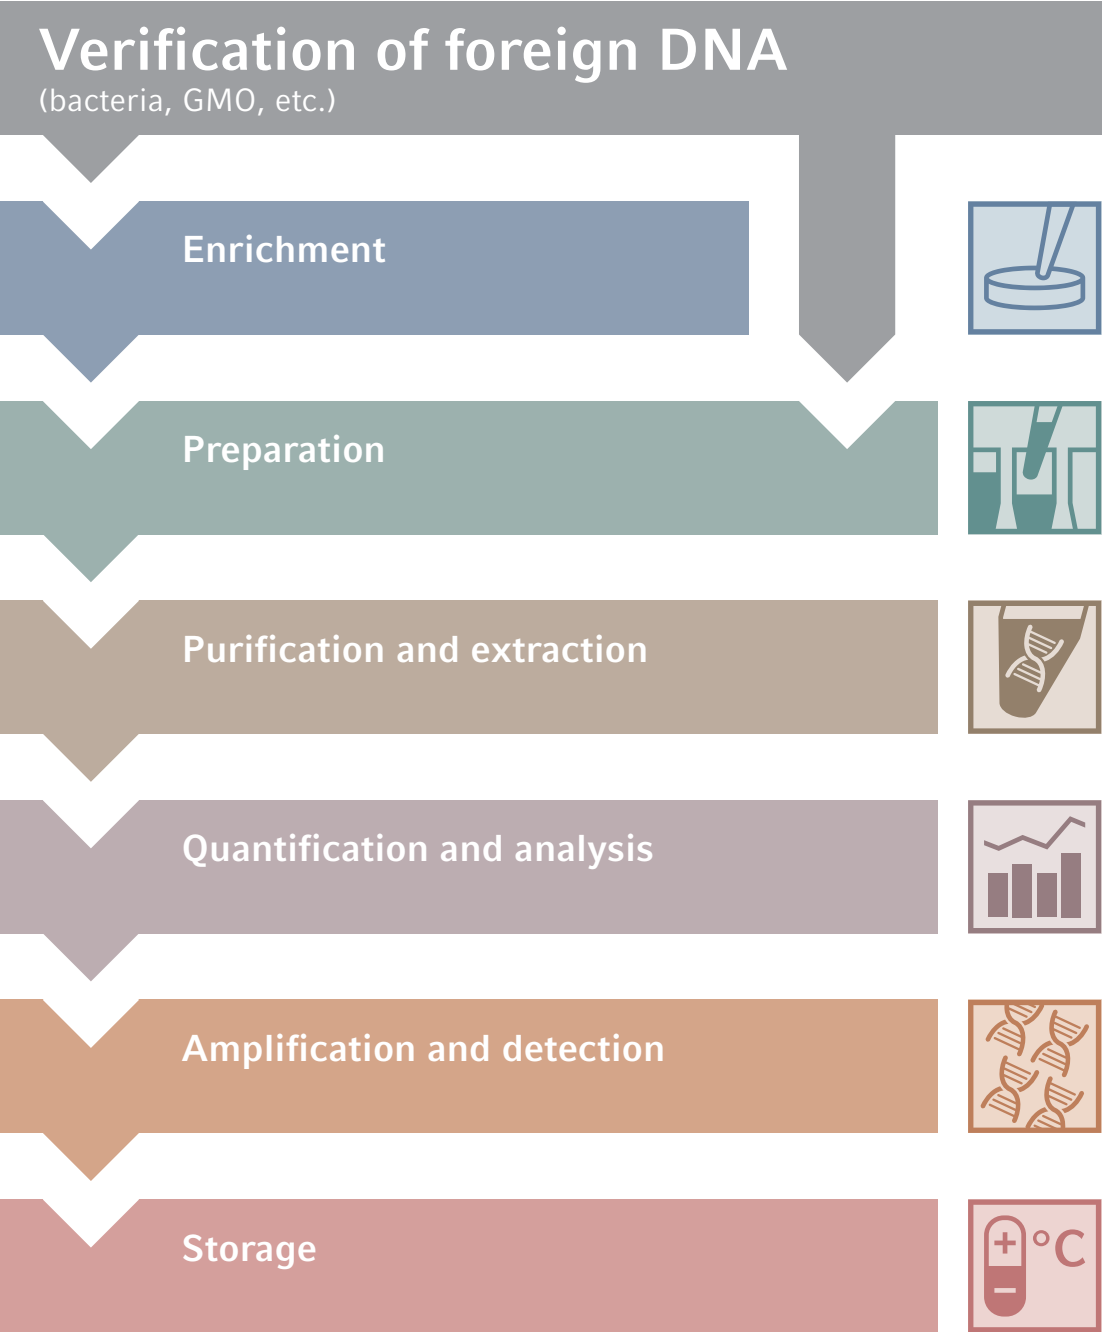 Verification of foreign DNA
(bacteria, GMO, etc.)
Enrichment
Preparation
Purification and extraction
Quantification and analysis
Amplification and detection
Storage
+ °C
–